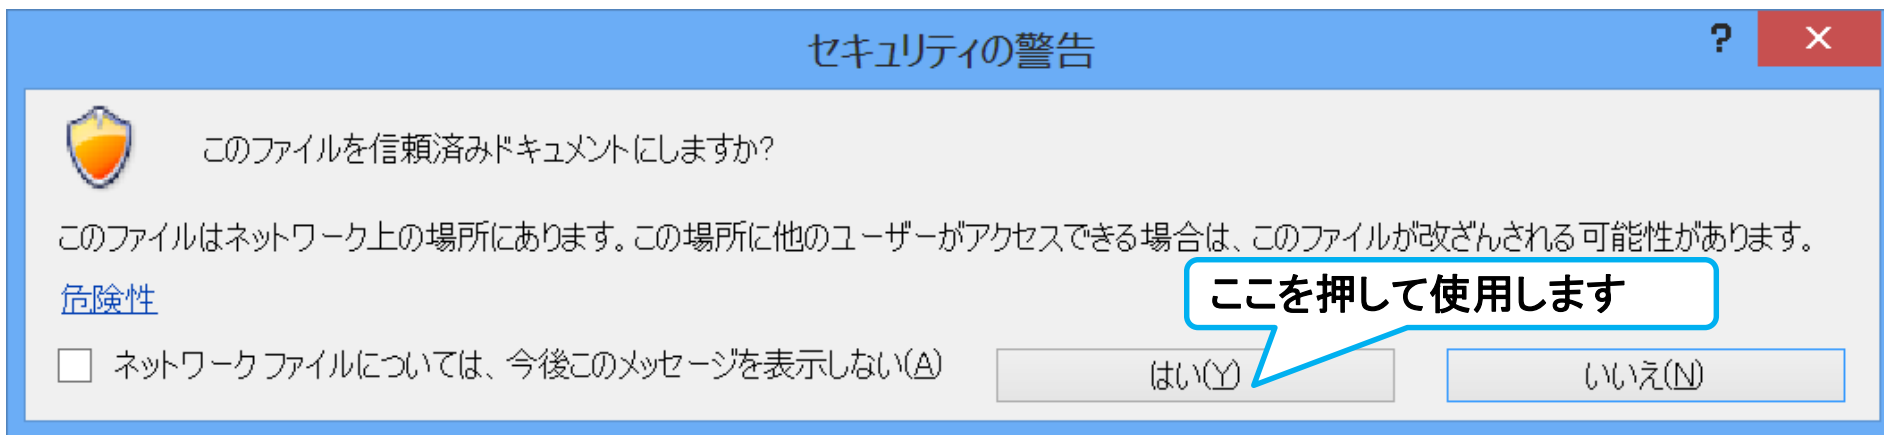 セキュリティの警告
?
このファイルを信頼済みドキュメントにしますか?
このファイルはネットワーク上の場所にあります。この場所に他のユーザーがアクセスできる場合は、このファイルが改ざんされる可能性があります。
危険性
ここを押して使用します
ネットワーク ファイルについては、今後このメッセージを表示しない(A)
はい(Y)
いいえ(N)